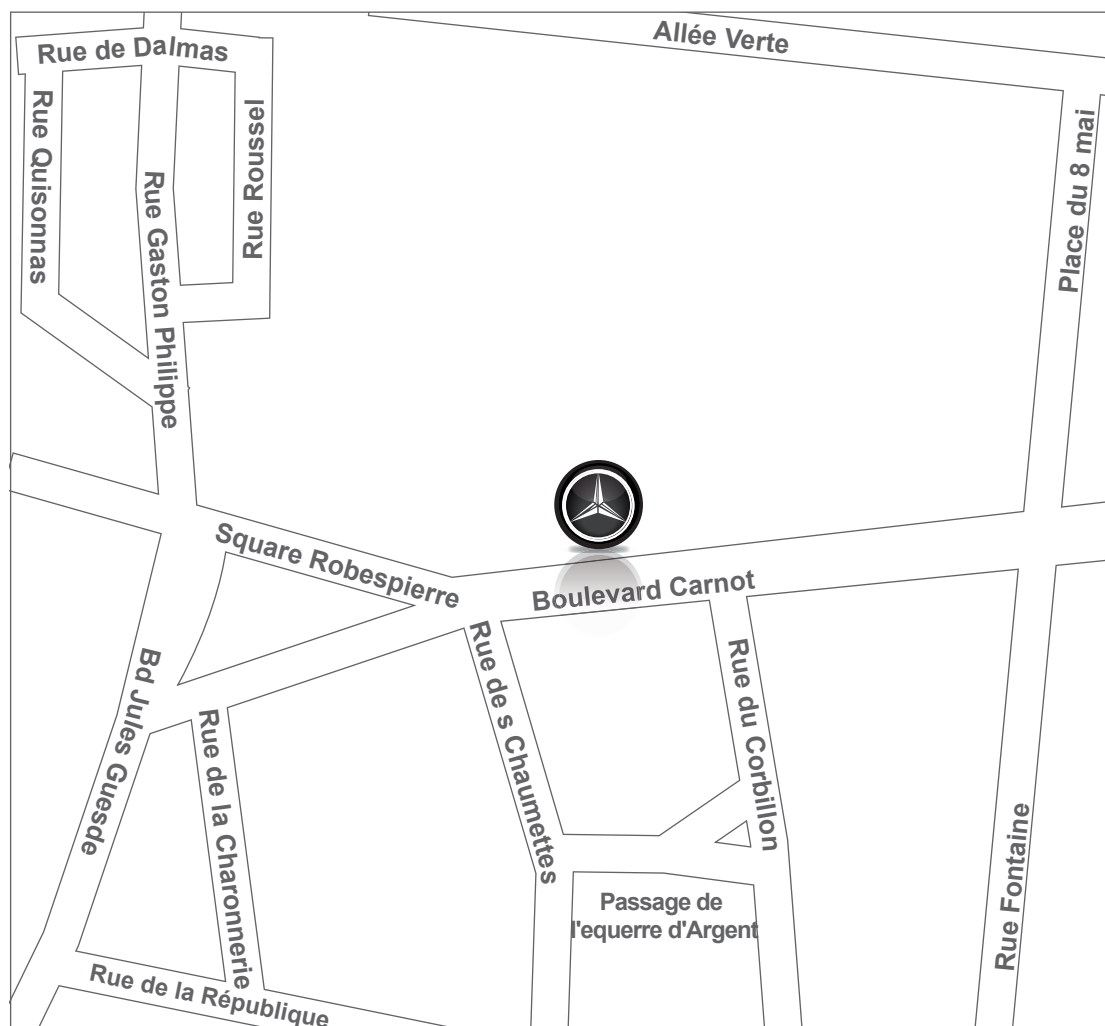 Allée Verte
Rue de Dalmas
Rue Quisonnas
Rue Gaston Philippe
Rue Roussel
Place du 8 mai
Square Robespierre
Boulevard Carnot
Bd Jules Guesde
Rue de la Charonnerie
Rue de s Chaumettes
Rue du Corbillon
Rue Fontaine
Passage de
l'equerre d'Argent
Rue de la République